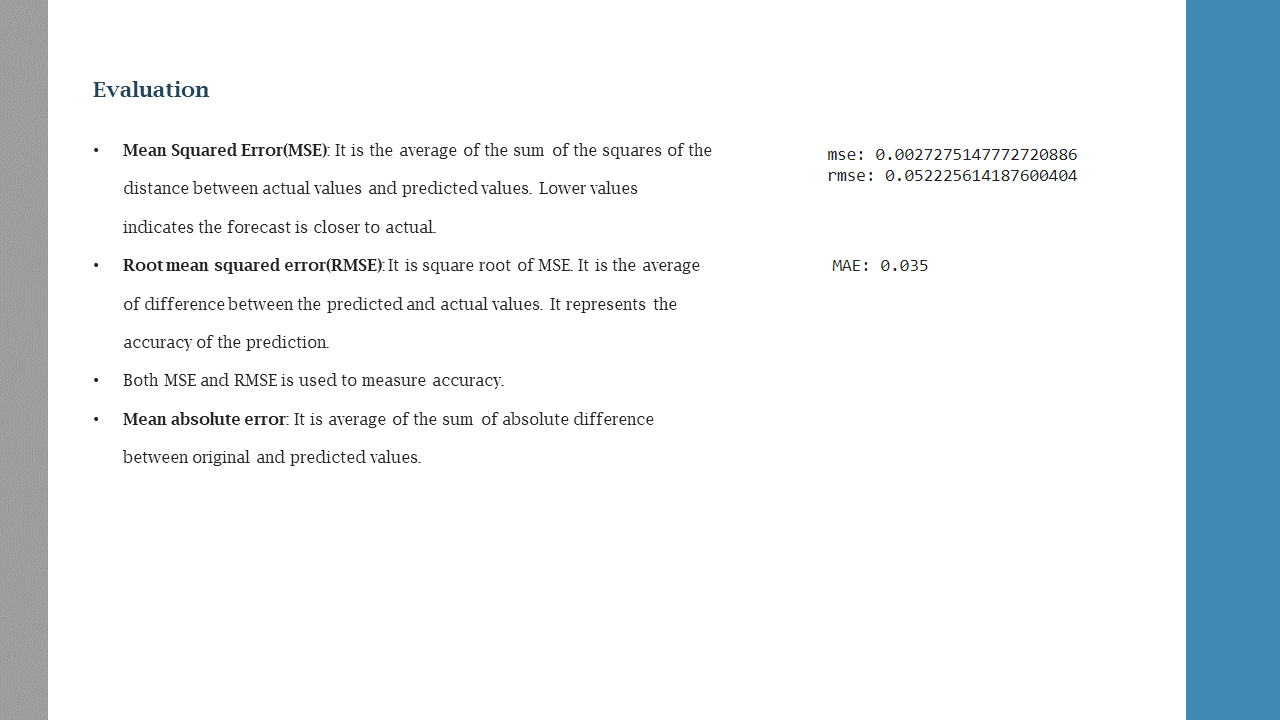 Evaluation
• Mean Squared Error(MSE): It is the average of the sum of the squares of the
distance between actual values and predicted values. Lower values
indicates the forecast is closer to actual.
• Root mean squared error(RMSE): It is square root of MSE. It is the average
of difference between the predicted and actual values. It represents the
accuracy of the prediction.
• Both MSE and RMSE is used to measure accuracy.
• Mean absolute error: It is average of the sum of absolute difference
between original and predicted values.
mse: 0.0027275147772720886
rmse: 0.052225614187600404
MAE: 0.035